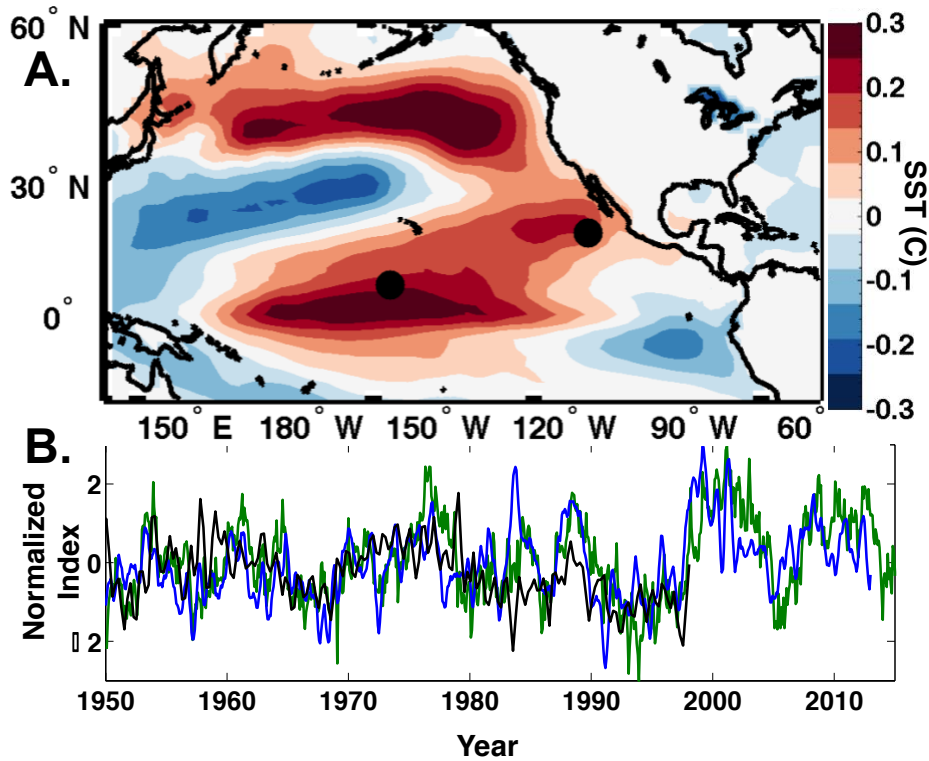 60° N
A.
30° N
0°
150° E 180° W 150° W 120° W 90° W 60°
0.3
0.2
0.1
0
-0.1
-0.2
-0.3
SST (C)
B.
Normalized
Index
2
0
▯ 2
1950 1960 1970 1980 1990 2000 2010
Year